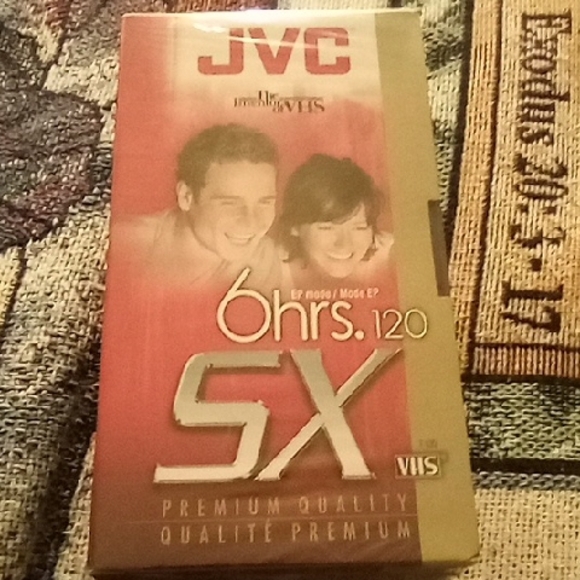 JVC
The
Inventor
of VHS
EP mode / Mode EP
6hrs. 120
SX
VHS
PREMIUM QUALITY
QUALITÉ PREMIUM
Exodus 20:3-17